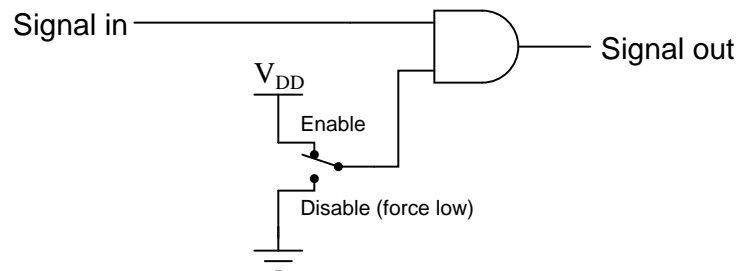 Signal in
Signal out
VDD
Enable
Disable (force low)